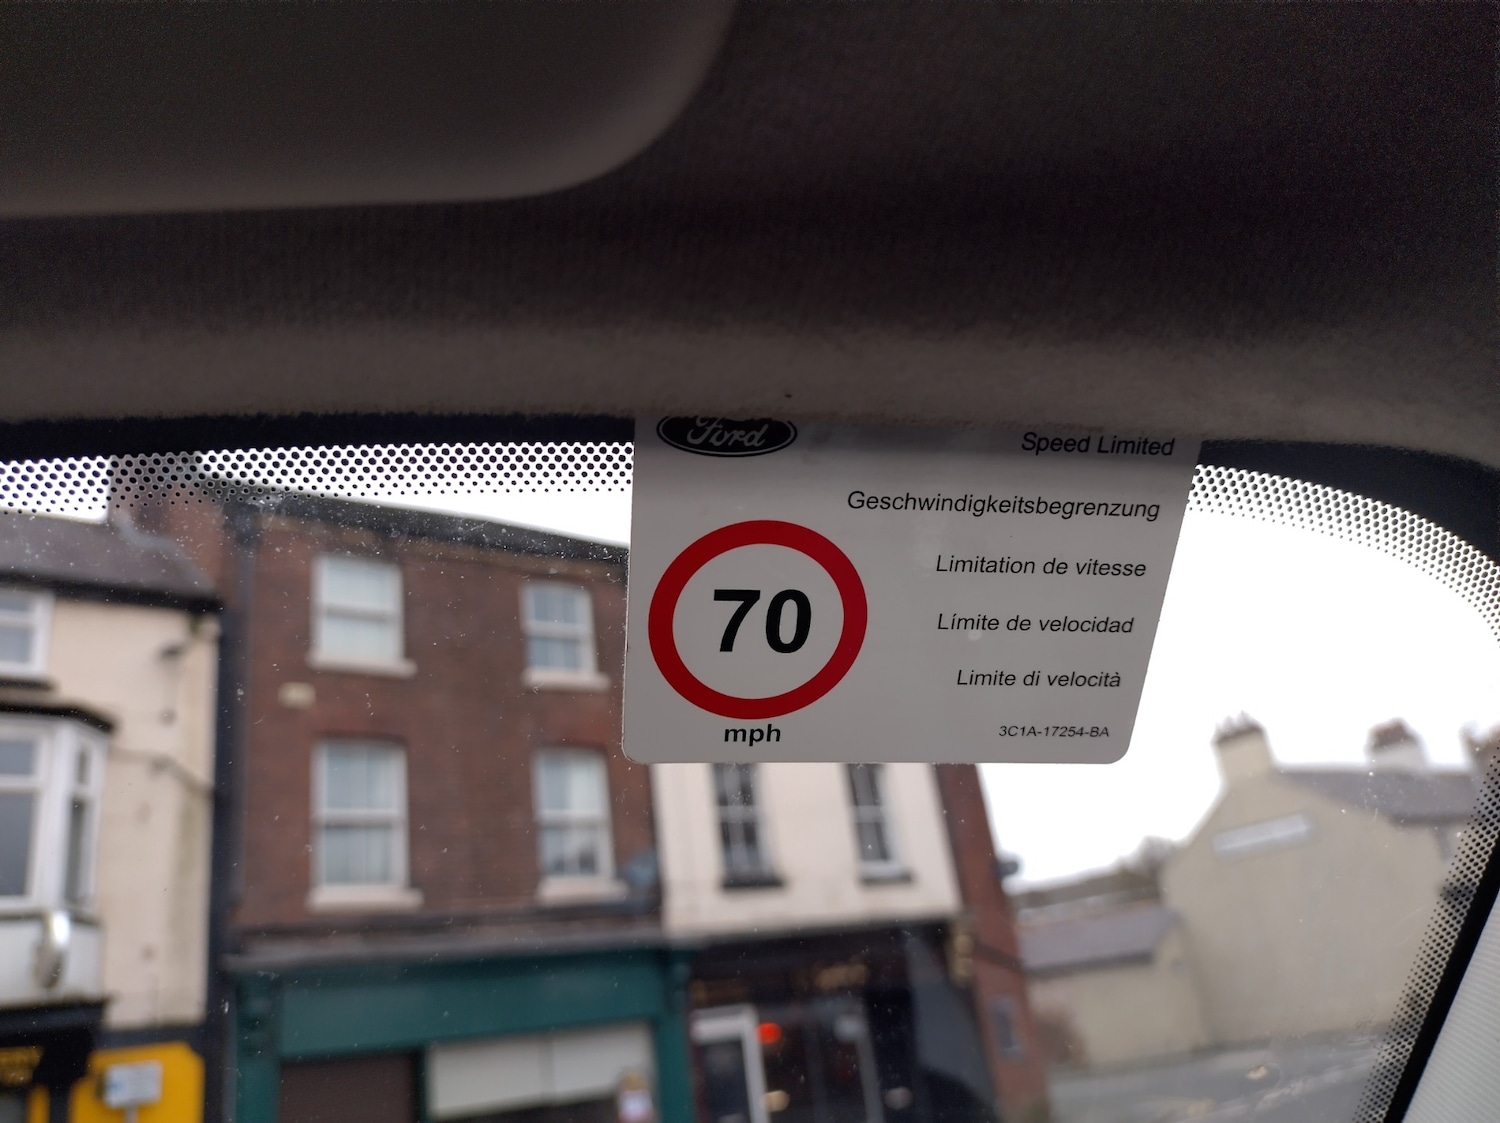 Ford
Speed Limited
Geschwindigkeitsbegrenzung
Limitation de vitesse
70
Límite de velocidad
Limite di velocità
mph
3C1A-17254-BA